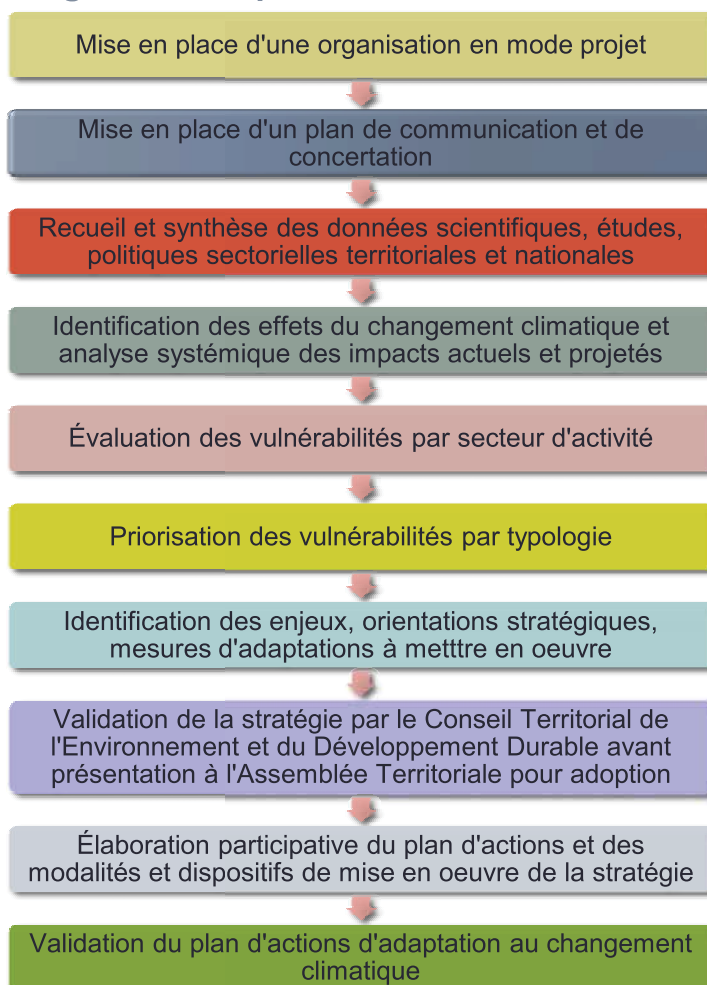 Mise en place d'une organisation en mode projet
Mise en place d'un plan de communication et de
concertation
Recueil et synthèse des données scientifiques, études,
politiques sectorielles territoriales et nationales
Identification des effets du changement climatique et
analyse systémique des impacts actuels et projetés
Évaluation des vulnérabilités par secteur d'activité
Priorisation des vulnérabilités par typologie
Identification des enjeux, orientations stratégiques,
mesures d'adaptations à metttre en oeuvre
Validation de la stratégie par le Conseil Territorial de
l'Environnement et du Développement Durable avant
présentation à l'Assemblée Territoriale pour adoption
Élaboration participative du plan d'actions et des
modalités et dispositifs de mise en oeuvre de la stratégie
Validation du plan d'actions d'adaptation au changement
climatique